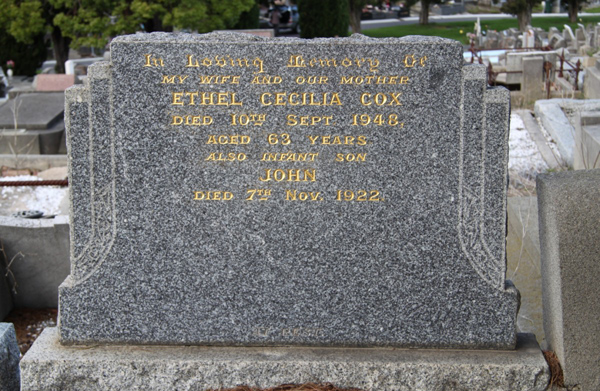 In Loving Memory Of
MY WIFE AND OUR MOTHER
ETHEL CECILIA COX
DIED 10TH SEPT 1948,
AGED 63 YEARS
ALSO INFANT SON
JOHN
DIED 7TH NOV. 1922.